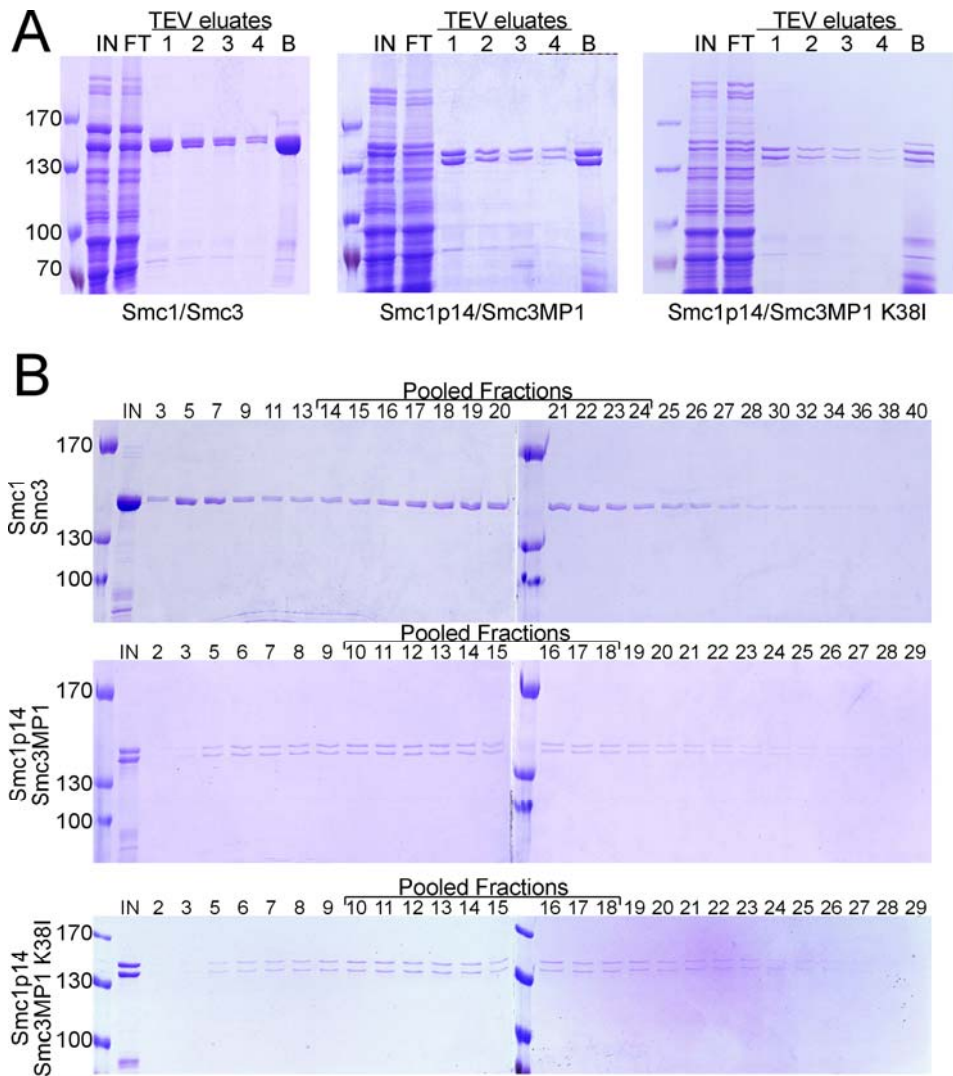 A
TEV eluates TEV eluates TEV eluates
IN FT 1 2 3 4 B IN FT 1 2 3 4 B IN FT 1 2 3 4 B
170
130
100
70
Smc1/Smc3 Smc1p14/Smc3MP1 Smc1p14/Smc3MP1 K38I
B
Pooled Fractions
IN 3 5 7 9 11 13 14 15 16 17 18 19 20 21 22 23 24 25 26 27 28 30 32 34 36 38 40
170
130
100
Smc1
Smc3
Pooled Fractions
IN 2 3 5 6 7 8 9 10 11 12 13 14 15 16 17 18 19 20 21 22 23 24 25 26 27 28 29
170
130
100
Smc1p14
Smc3MP1
Pooled Fractions
IN 2 3 5 6 7 8 9 10 11 12 13 14 15 16 17 18 19 20 21 22 23 24 25 26 27 28 29
170
130
100
Smc1p14
Smc3MP1 K38I